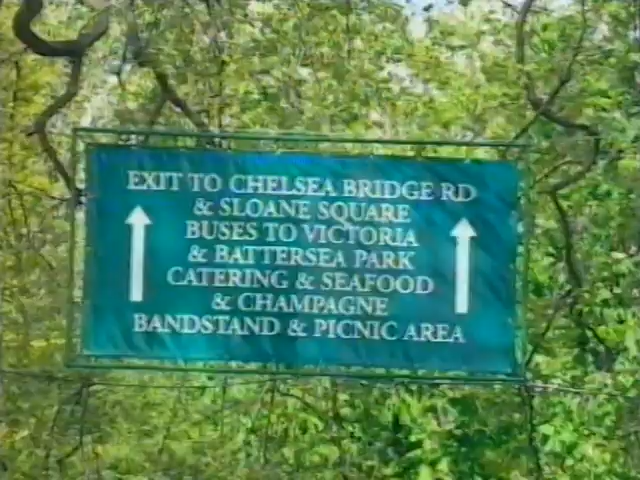 EXIT TO CHELSEA BRIDGE RD
& SLOANE SQUARE
BUSES TO VICTORIA
& BATTERSEA PARK
CATERING & SEAFOOD
& CHAMPAGNE
BANDSTAND & PICNIC AREA